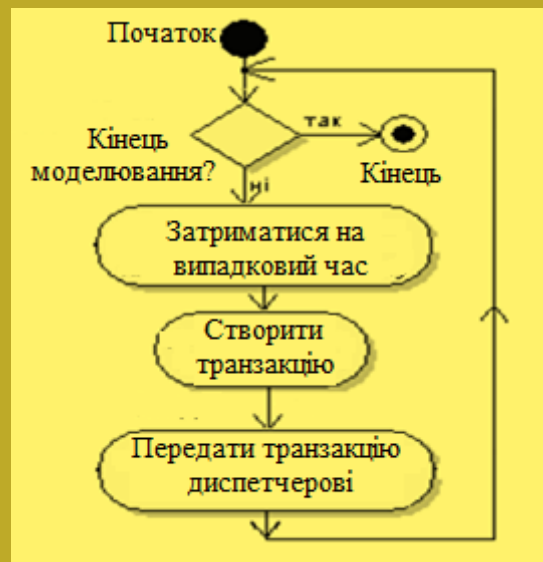 Початок
так
Кінець
моделювання?
Кінець
ні
Затриматися на
випадковий час
Створити
транзакцію
Передати транзакцію
диспетчерові